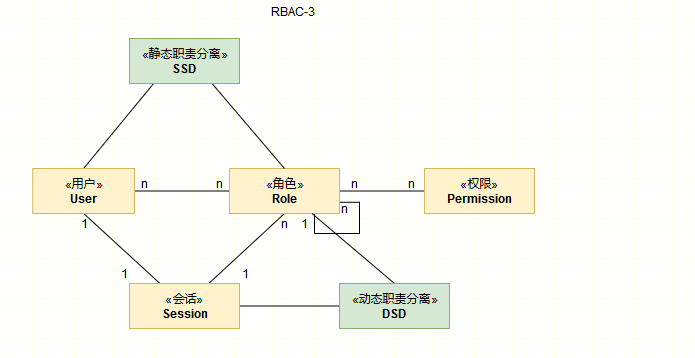 RBAC-3
«静态职责分离»
SSD
«用户»
User
n
n
«角色»
Role
n
n
«权限»
Permission
n
1
n
1
1
1
«会话»
Session
«动态职责分离»
DSD